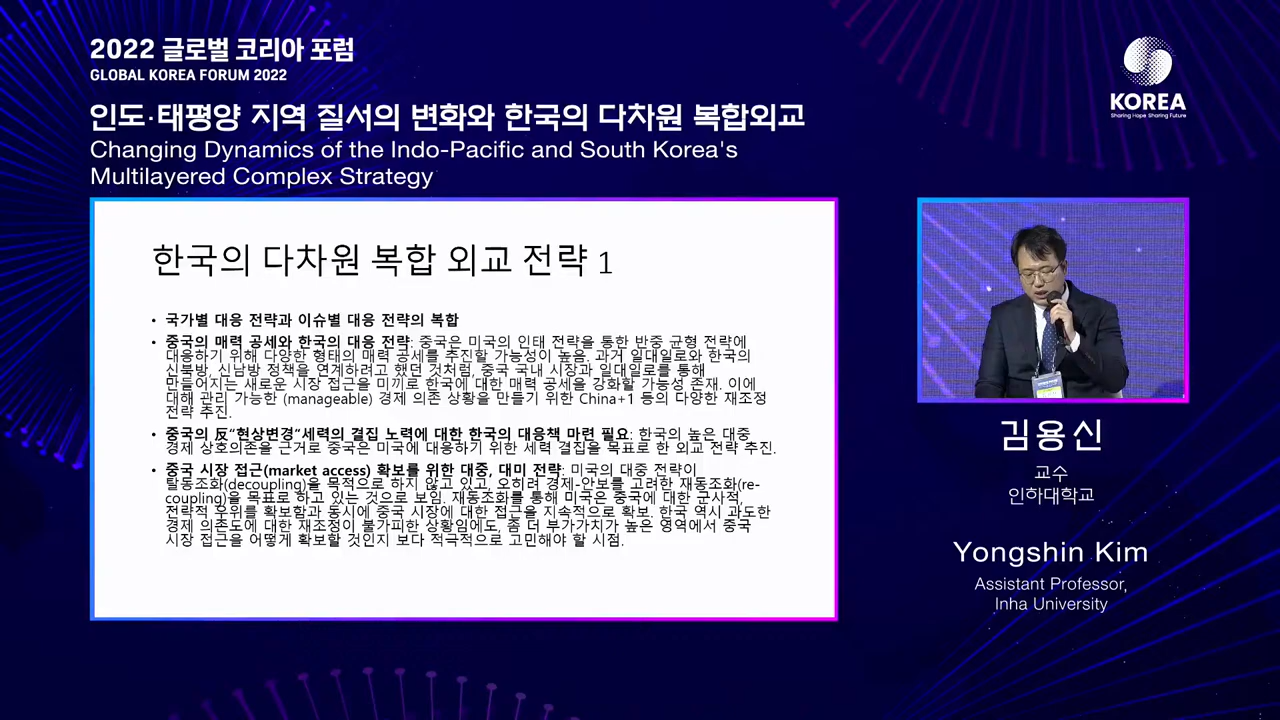 2022 글로벌 코리아 포럼
GLOBAL KOREA FORUM 2022
인도·태평양 지역 질서의 변화와 한국의 다차원 복합외교
Changing Dynamics of the Indo-Pacific and South Korea's
Multilayered Complex Strategy
KOREA
Sharing Hope Sharing Future
한국의 다차원 복합 외교 전략 1
• 국가별 대응 전략과 이슈별 대응 전략의 복합
• 중국의 매력 공세와 한국의 대응 전략: 중국은 미국의 인태 전략을 통한 반중 균형 전략에
대응하기 위해 다양한 형태의 매력 공세를 추진할 가능성이 높음. 과거 일대일로와 한국의
신북방, 신남방 정책을 연계하려고 했던 것처럼, 중국 국내 시장과 일대일로를 통해
만들어지는 새로운 시장 접근을 미끼로 한국에 대한 매력 공세를 강화할 가능성 존재. 이에
대해 관리 가능한 (manageable) 경제 의존 상황을 만들기 위한 China+1 등의 다양한 재조정
전략 추진.
• 중국의 反“현상변경”세력의 결집 노력에 대한 한국의 대응책 마련 필요: 한국의 높은 대중
경제 상호의존을 근거로 중국은 미국에 대응하기 위한 세력 결집을 목표로 한 외교 전략 추진.
• 중국 시장 접근(market access) 확보를 위한 대중, 대미 전략: 미국의 대중 전략이
탈동조화(decoupling)을 목적으로 하지 않고 있고, 오히려 경제-안보를 고려한 재동조화(re-
coupling)을 목표로 하고 있는 것으로 보임. 재동조화를 통해 미국은 중국에 대한 군사적,
전략적 우위를 확보함과 동시에 중국 시장에 대한 접근을 지속적으로 확보. 한국 역시 과도한
경제 의존도에 대한 재조정이 불가피한 상황임에도, 좀 더 부가가치가 높은 영역에서 중국
시장 접근을 어떻게 확보할 것인지 보다 적극적으로 고민해야 할 시점.
김용신
교수
인하대학교
Yongshin Kim
Assistant Professor,
Inha University